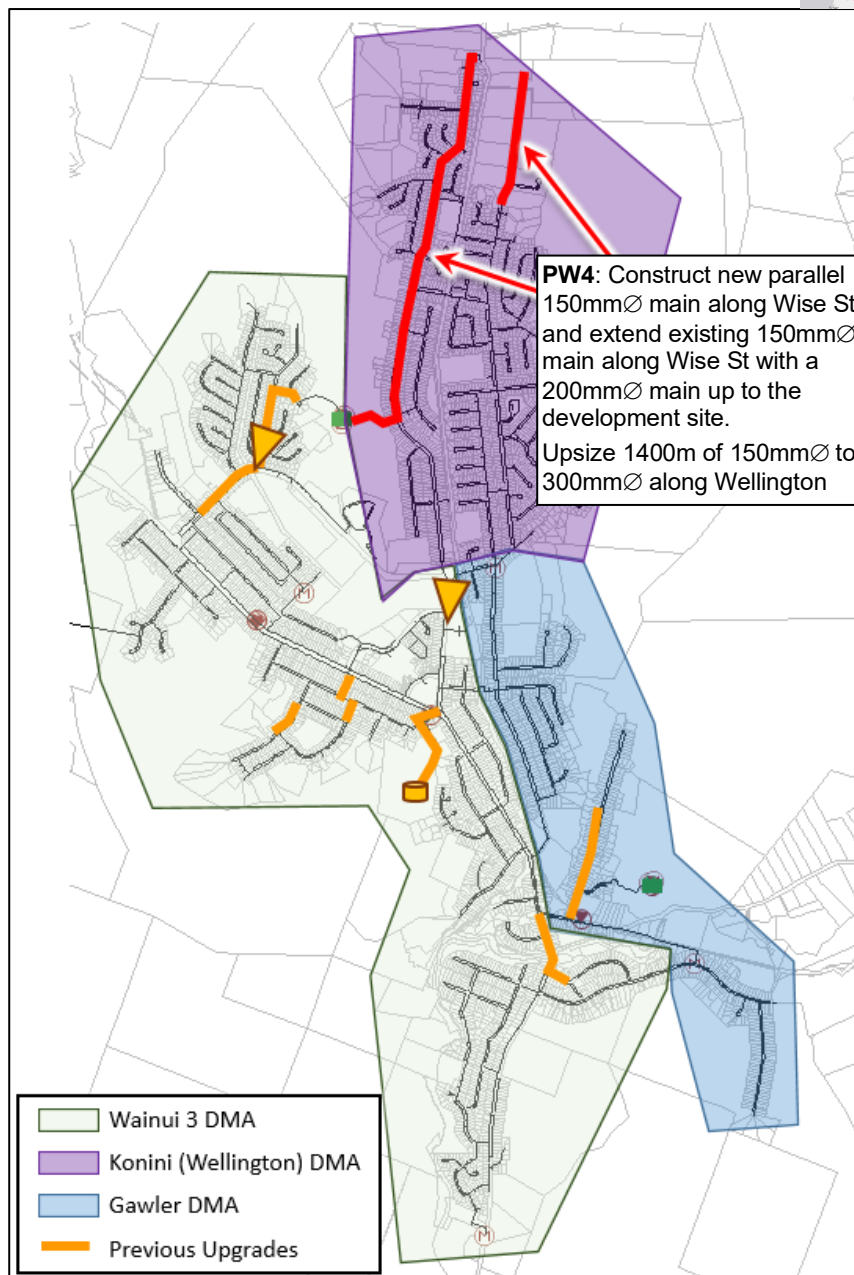 PW4: Construct new parallel
150mm∅ main along Wise St
and extend existing 150mm∅
main along Wise St with a
200mm∅ main up to the
development site.
Upsize 1400m of 150mm∅ to
300mm∅ along Wellington
M
M
M
M
Wainui 3 DMA
Konini (Wellington) DMA
Gawler DMA
Previous Upgrades